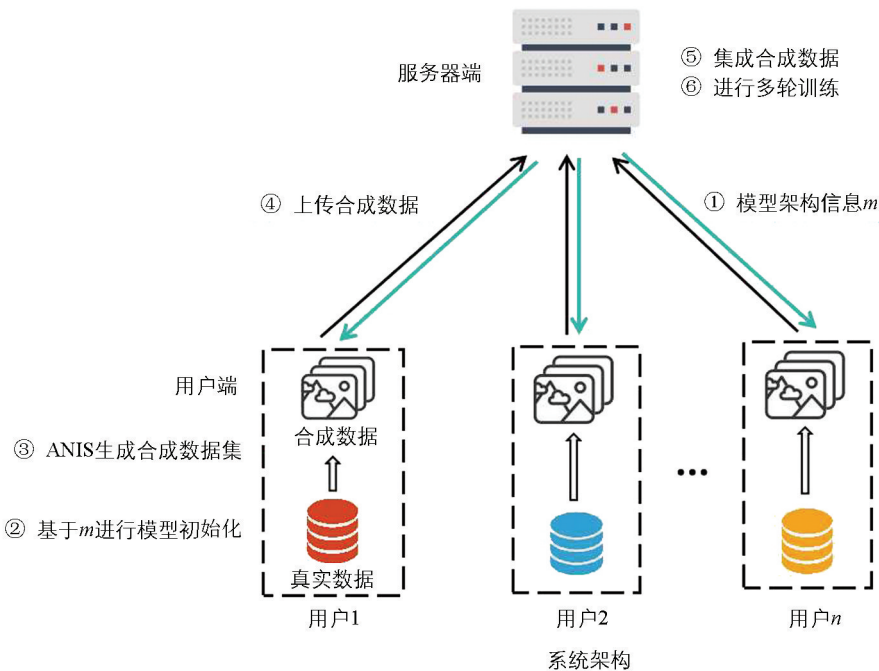 服务器端
⑤ 集成合成数据
⑥ 进行多轮训练
④ 上传合成数据
① 模型架构信息m
用户端
合成数据
③ ANIS生成合成数据集
② 基于m进行模型初始化
真实数据
...
用户1
用户2
用户n
系统架构